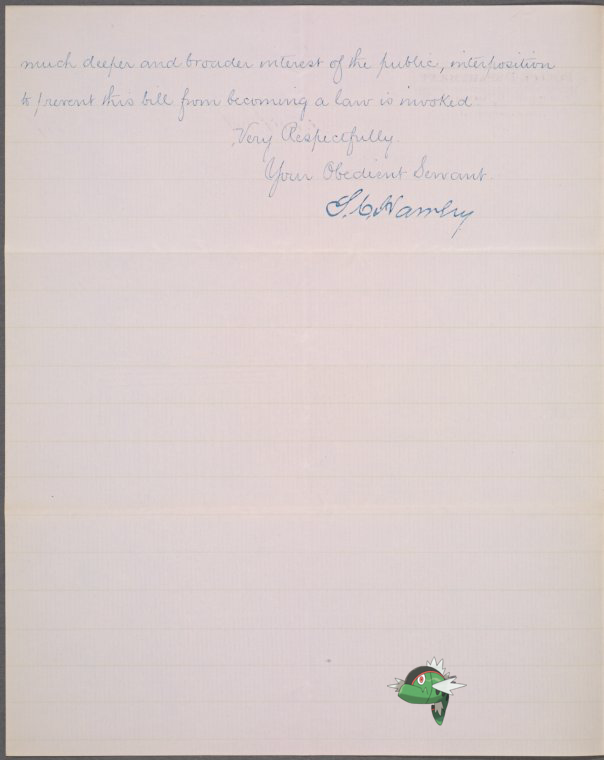 much deeper and broader interest of the public, interposition
to prevent this bill from becoming a law is invoked
Very Respectfully.
Your Obedient Servant.